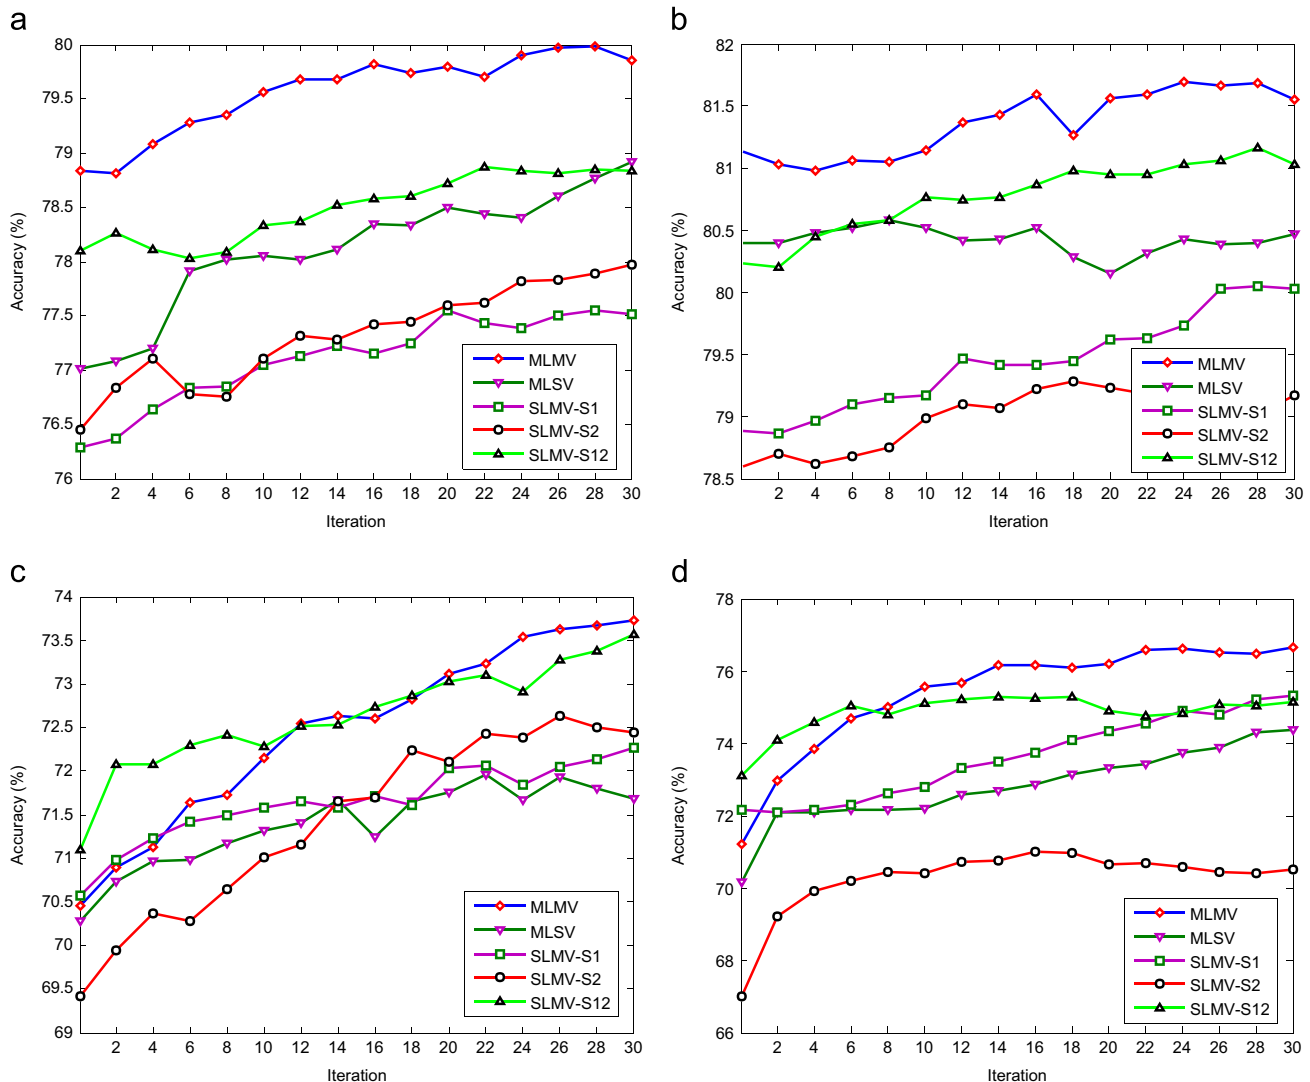 a
80
79.5
79
78.5
78
77.5
77
76.5
76
Accuracy (%)
2 4 6 8 10 12 14 16 18 20 22 24 26 28 30
Iteration
MLMV
MLSV
SLMV-S1
SLMV-S2
SLMV-S12
b
82
81.5
81
80.5
80
79.5
79
78.5
Accuracy (%)
2 4 6 8 10 12 14 16 18 20 22 24 26 28 30
Iteration
MLMV
MLSV
SLMV-S1
SLMV-S2
SLMV-S12
c
74
73.5
73
72.5
72
71.5
71
70.5
70
69.5
69
Accuracy (%)
2 4 6 8 10 12 14 16 18 20 22 24 26 28 30
Iteration
MLMV
MLSV
SLMV-S1
SLMV-S2
SLMV-S12
d
78
76
74
72
70
68
66
Accuracy (%)
2 4 6 8 10 12 14 16 18 20 22 24 26 28 30
Iteration
MLMV
MLSV
SLMV-S1
SLMV-S2
SLMV-S12